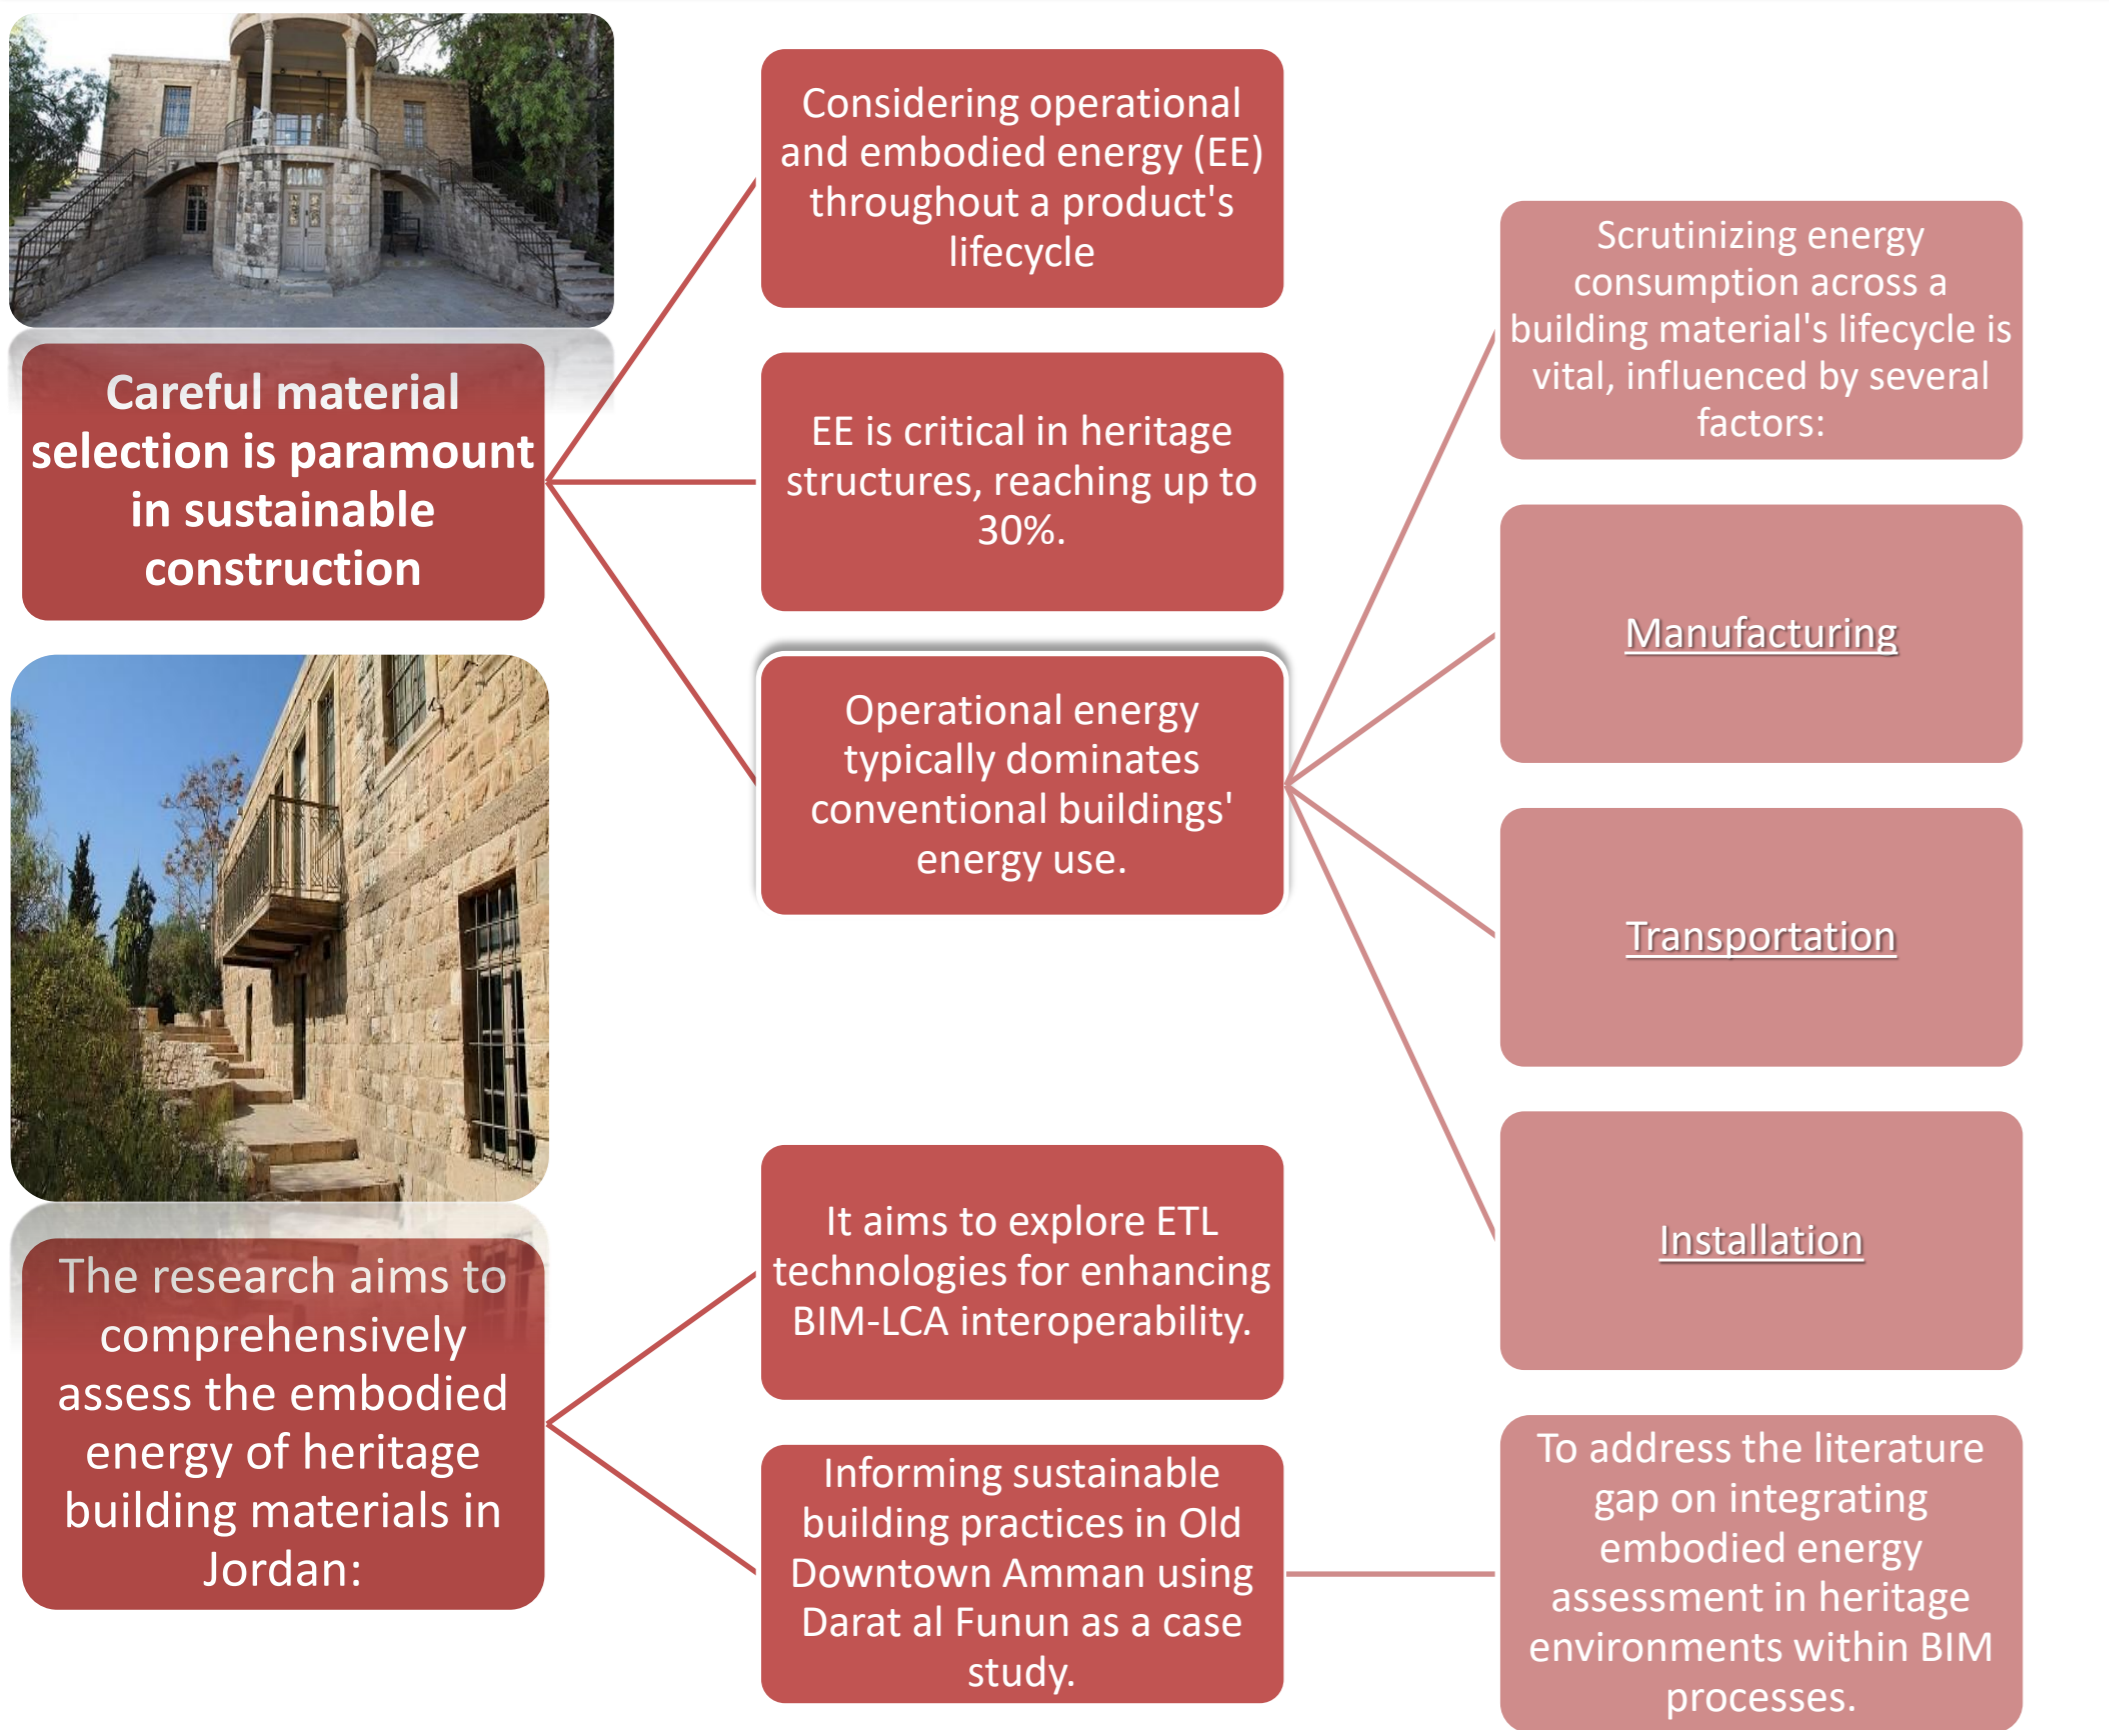 Careful material
selection is paramount
in sustainable
construction
Considering operational
and embodied energy (EE)
throughout a product's
lifecycle
EE is critical in heritage
structures, reaching up to
30%.
Operational energy
typically dominates
conventional buildings'
energy use.
Scrutinizing energy
consumption across a
building material's lifecycle is
vital, influenced by several
factors:
Manufacturing
Transportation
Installation
The research aims to
comprehensively
assess the embodied
energy of heritage
building materials in
Jordan:
It aims to explore ETL
technologies for enhancing
BIM-LCA interoperability.
Informing sustainable
building practices in Old
Downtown Amman using
Darat al Funun as a case
study.
To address the literature
gap on integrating
embodied energy
assessment in heritage
environments within BIM
processes.